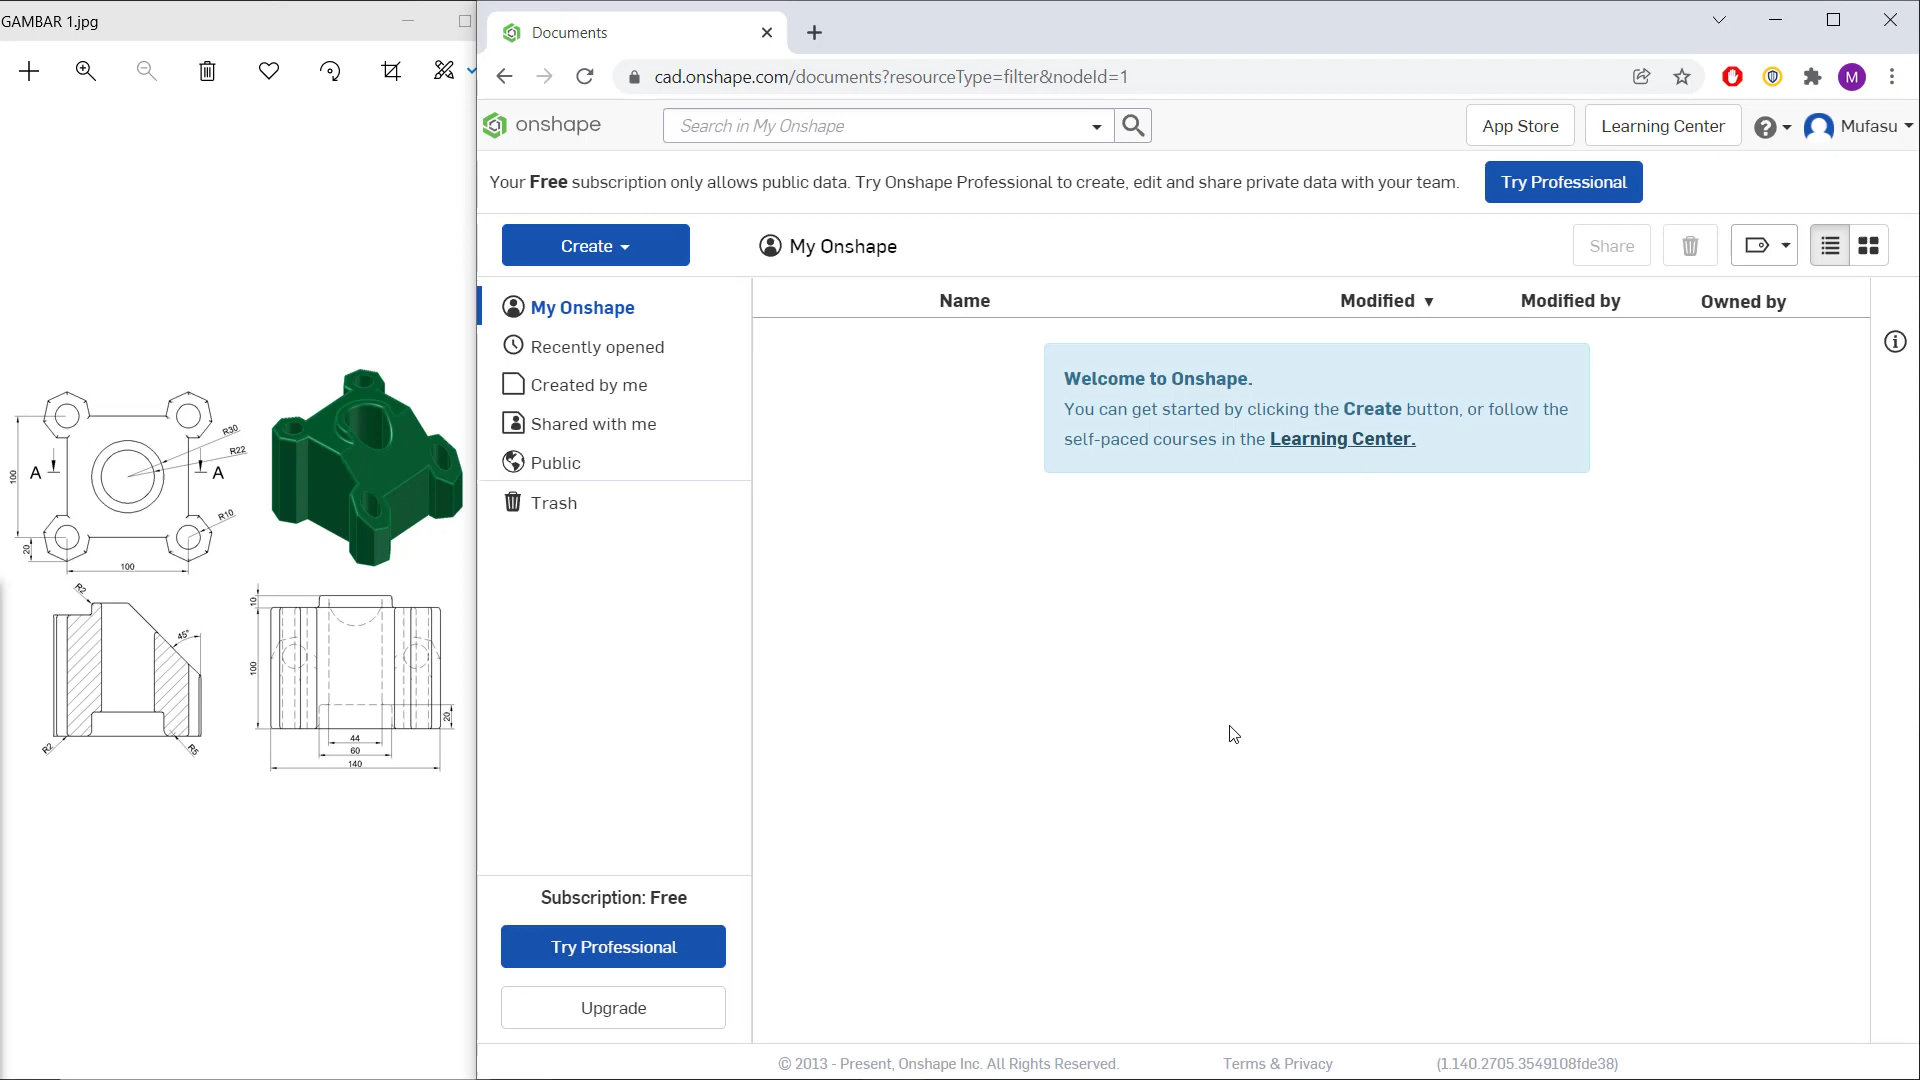 GAMBAR 1.jpg
Documents
cad.onshape.com/documents?resourceType=filter&nodeId=1
M
onshape
Search in My Onshape
App Store
Learning Center
Mufasu
Your Free subscription only allows public data. Try Onshape Professional to create, edit and share private data with your team.
Try Professional
Create
My Onshape
Share
My Onshape
Recently opened
Created by me
Shared with me
Public
Trash
Name
Modified
Modified by
Owned by
Welcome to Onshape.
You can get started by clicking the Create button, or follow the
self-paced courses in the Learning Center.
R30
R22
100
A
A
R10
20
100
R2
45°
R2
R5
10
100
20
44
60
140
Subscription: Free
Try Professional
Upgrade
© 2013 - Present, Onshape Inc. All Rights Reserved.
Terms & Privacy
(1.140.2705.3549108fde38)